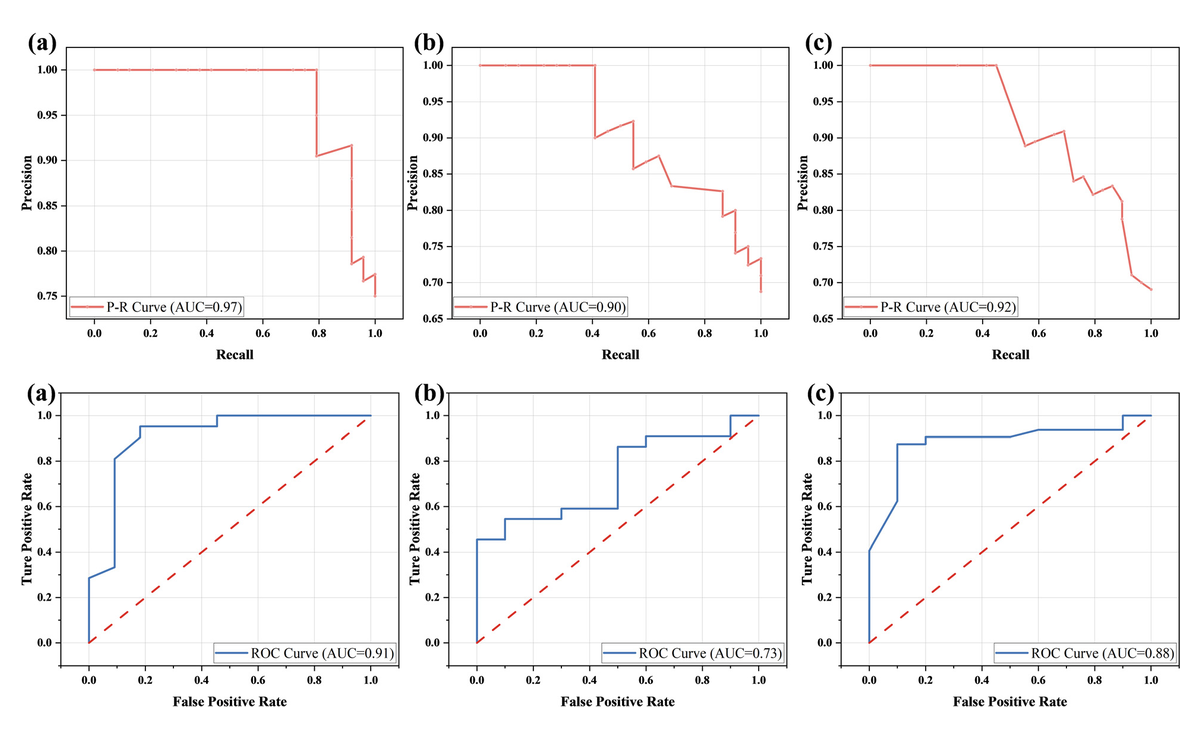 (a)
1.00
0.95
0.90
0.85
0.80
0.75
Precision
P-R Curve (AUC=0.97)
0.0 0.2 0.4 0.6 0.8 1.0
Recall
(b)
1.00
0.95
0.90
0.85
0.80
0.75
0.70
0.65
Precision
P-R Curve (AUC=0.90)
0.0 0.2 0.4 0.6 0.8 1.0
Recall
(c)
1.00
0.95
0.90
0.85
0.80
0.75
0.70
0.65
Precision
P-R Curve (AUC=0.92)
0.0 0.2 0.4 0.6 0.8 1.0
Recall
(a)
1.0
0.8
0.6
0.4
0.2
0.0
Ture Positive Rate
ROC Curve (AUC=0.91)
0.0 0.2 0.4 0.6 0.8 1.0
False Positive Rate
(b)
1.0
0.8
0.6
0.4
0.2
0.0
Ture Positive Rate
ROC Curve (AUC=0.73)
0.0 0.2 0.4 0.6 0.8 1.0
False Positive Rate
(c)
1.0
0.8
0.6
0.4
0.2
0.0
Ture Positive Rate
ROC Curve (AUC=0.88)
0.0 0.2 0.4 0.6 0.8 1.0
False Positive Rate